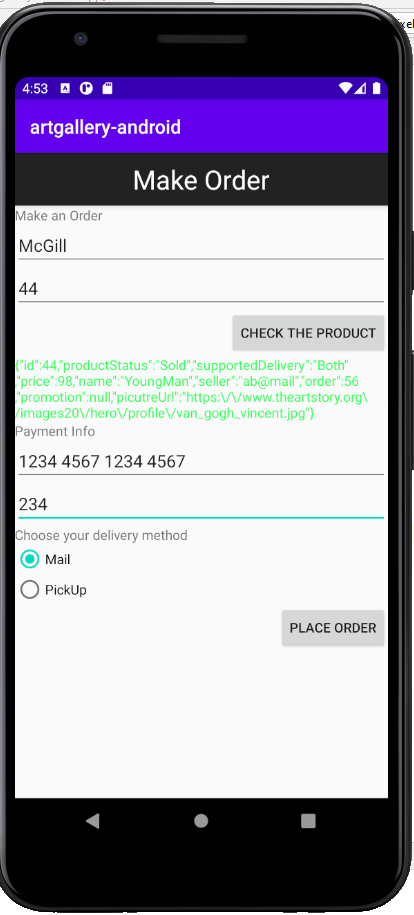 4:53
artgallery-android
Make Order
Make an Order
McGill
44
CHECK THE PRODUCT
{"id":44,"productStatus":"Sold","supportedDelivery":"Both"
,"price":98,"name":"YoungMan","seller":"ab@mail","order":56
,"promotion":null,"picutreUrl":"https:\/\/www.theartstory.org\
/images20\/hero\/profile\/van_gogh_vincent.jpg"}
Payment Info
1234 4567 1234 4567
234
Choose your delivery method
Mail
PickUp
PLACE ORDER